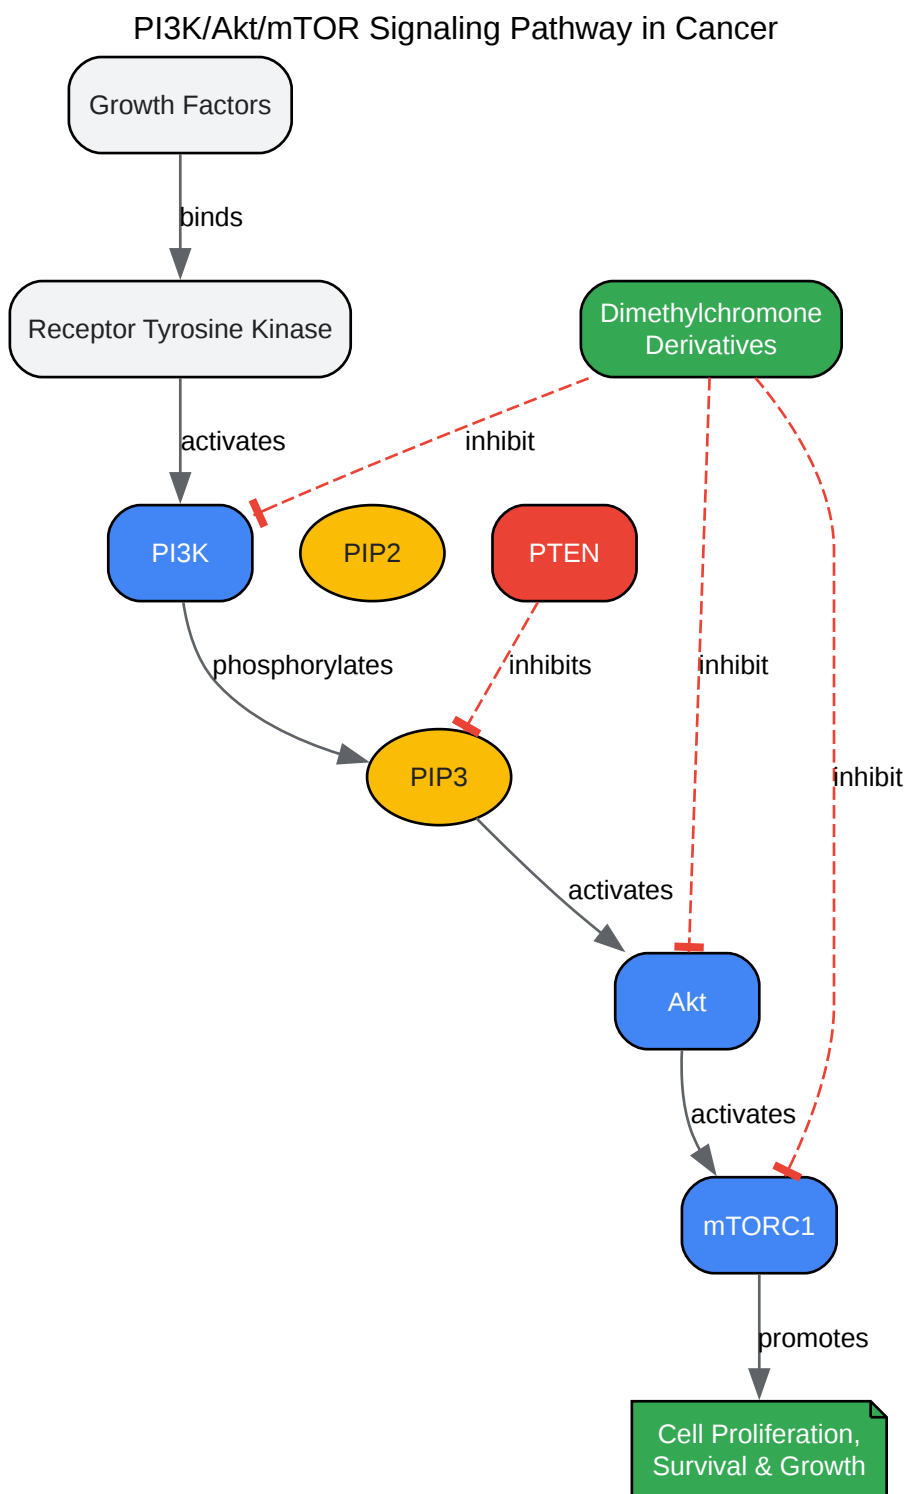 PI3K/Akt/mTOR Signaling Pathway in Cancer
Growth Factors
binds
Receptor Tyrosine Kinase
Dimethylchromone
Derivatives
activates
inhibit
PI3K
PIP2
PTEN
phosphorylates
inhibits
inhibit
PIP3
inhibit
activates
Akt
activates
mTORC1
promotes
Cell Proliferation,
Survival & Growth